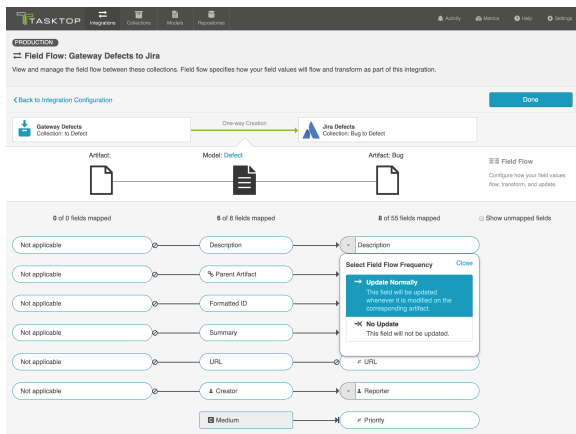 TASKTOP
Integrations
Collections
Models
Repositories
Activity
Metrics
Help
Settings
PRODUCTION
Field Flow: Gateway Defects to Jira
View and manage the field flow between these collections. Field flow specifies how your field values will flow and transform as part of this integration.
Back to Integration Configuration
Done
Gateway Defects
Collection: to Defect
One-way Creation
Jira Defects
Collection: Bug to Defect
Artifact:
Model: Defect
Artifact: Bug
Field Flow
Configure how your field values
flow, transform, and update.
0 of 0 fields mapped
6 of 8 fields mapped
8 of 55 fields mapped
Show unmapped fields
Not applicable
Description
Description
Not applicable
Parent Artifact
Select Field Flow Frequency
Close
Update Normally
This field will be updated
whenever it is modified on the
corresponding artifact.
Not applicable
Formatted ID
No Update
This field will not be updated.
Not applicable
Summary
Not applicable
URL
URL
Not applicable
Creator
Reporter
Medium
Priority